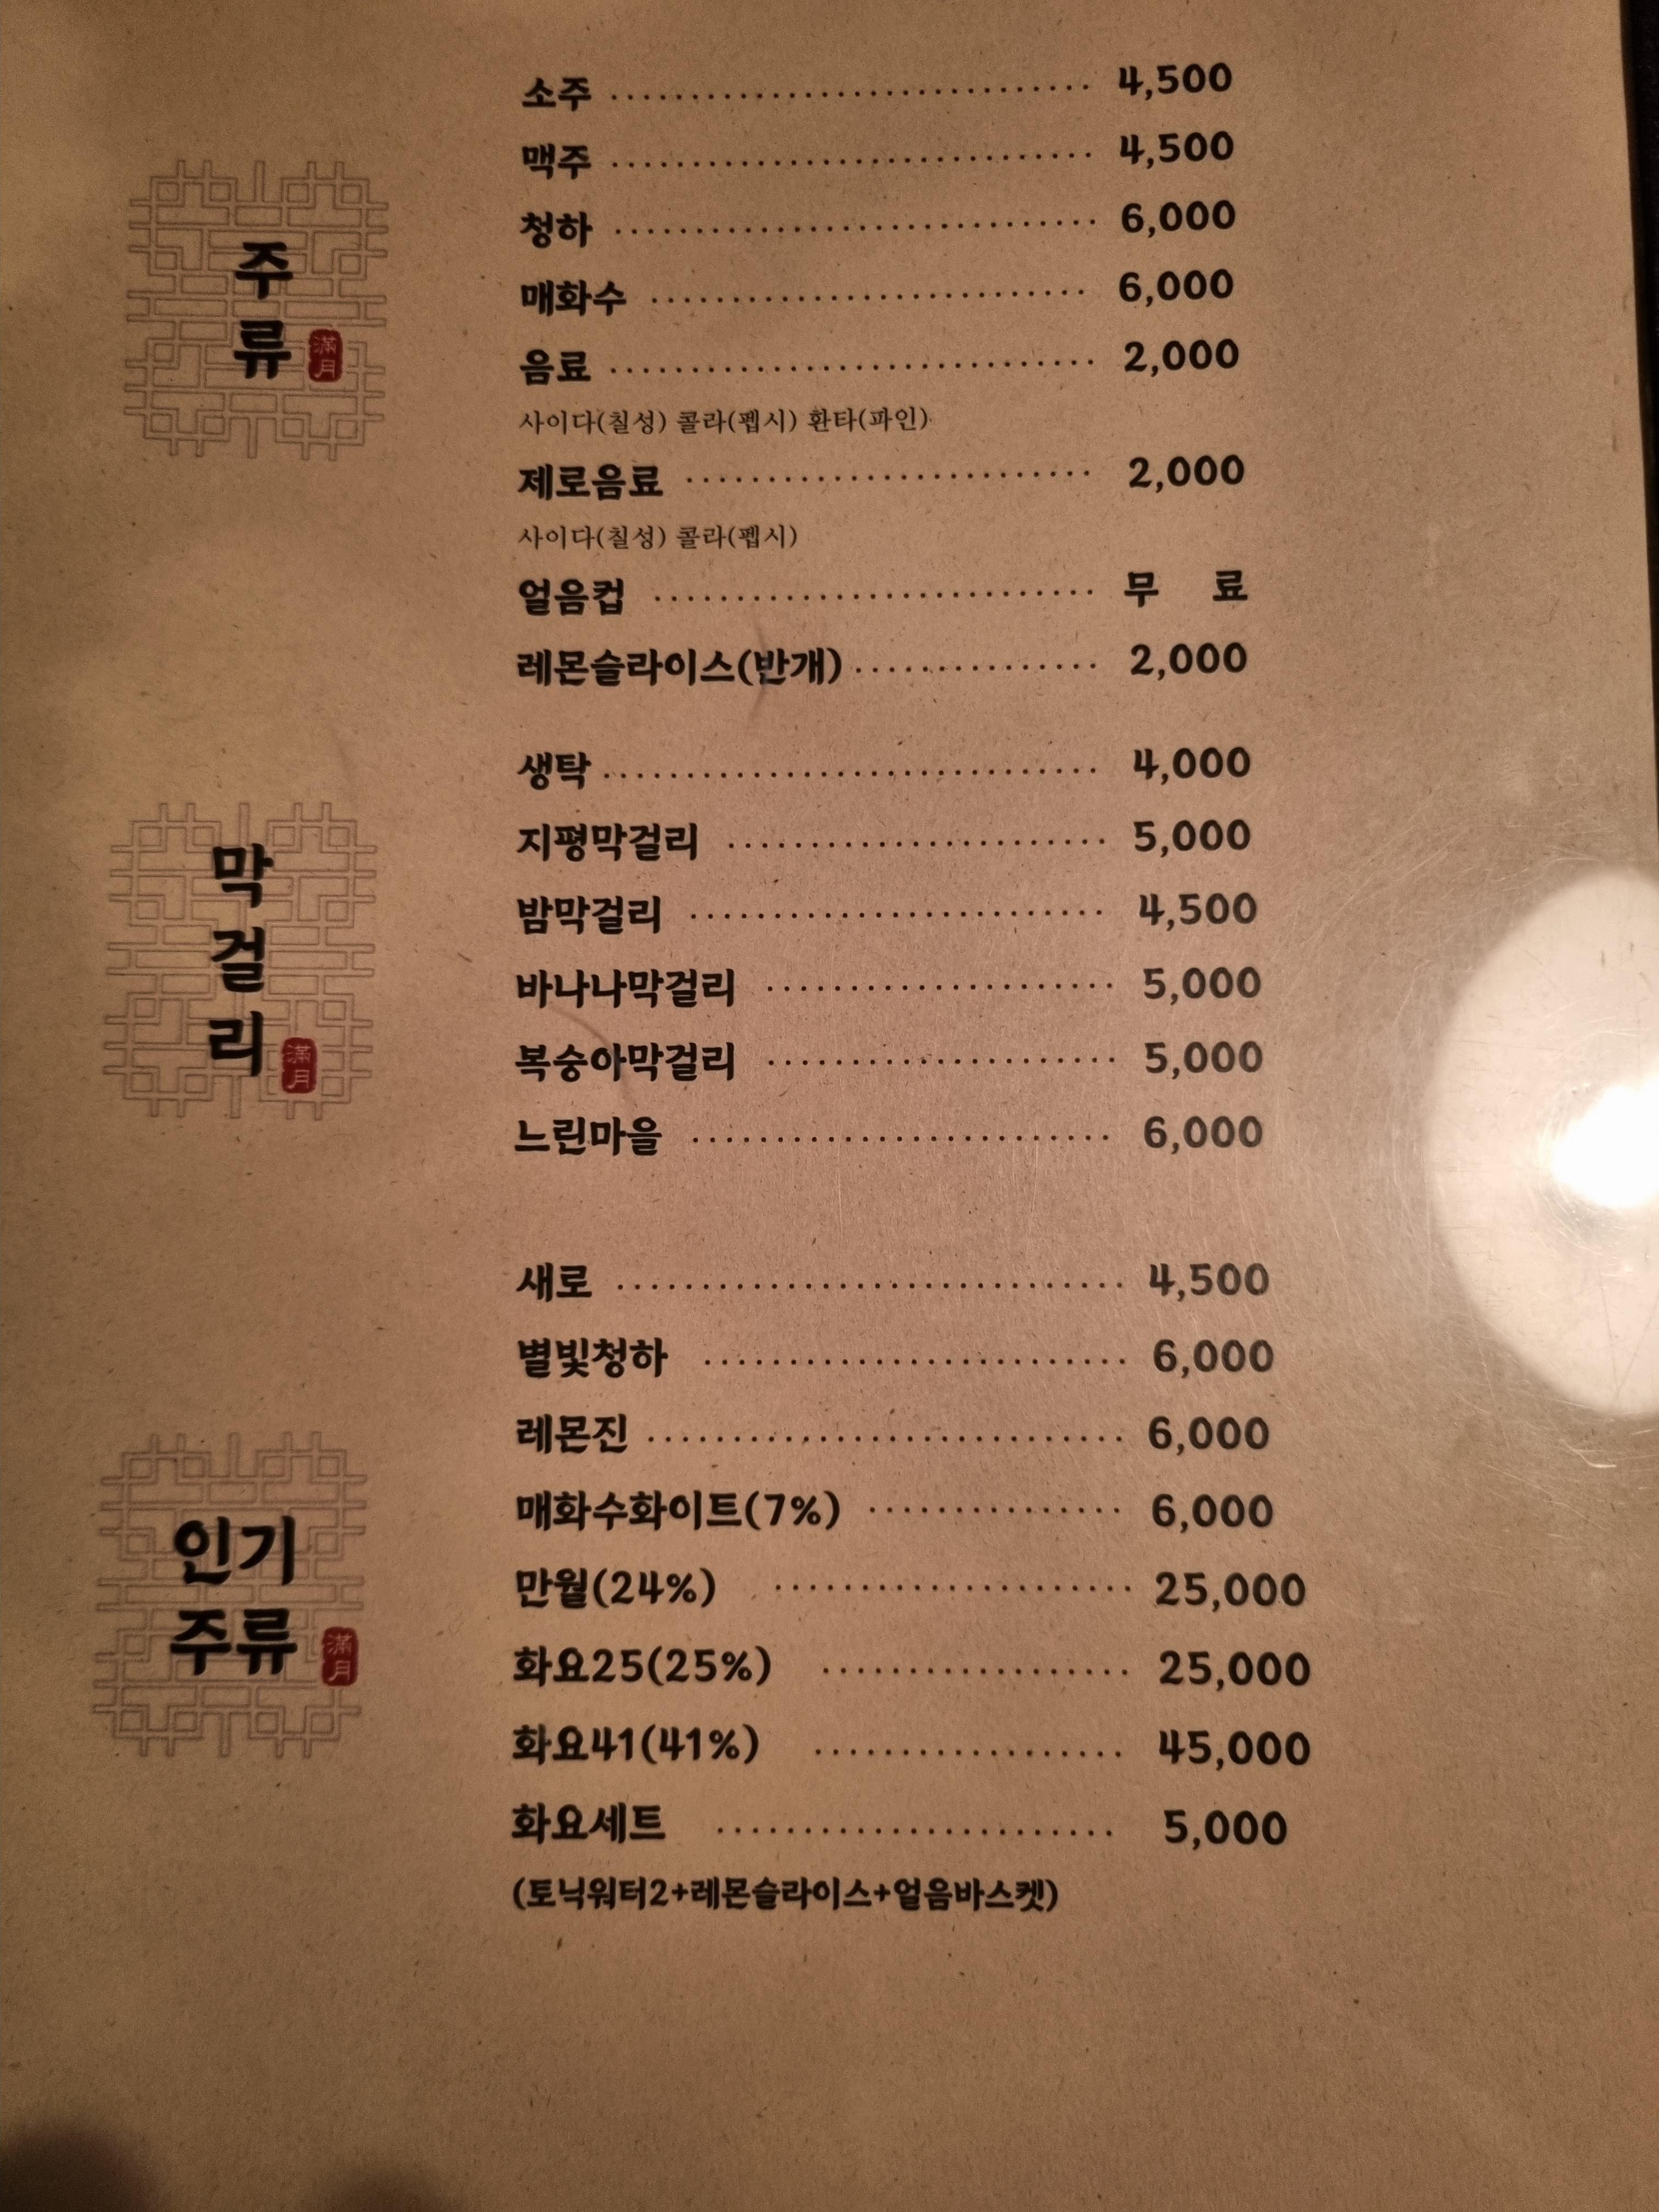 주류
滿月
소주 4,500
맥주 4,500
청하 6,000
매화수 6,000
음료 2,000
사이다(칠성) 콜라(펩시) 환타(파인)
제로음료 2,000
사이다(칠성) 콜라(펩시)
얼음컵 무 료
레몬슬라이스(반개) 2,000
막걸리
滿月
생탁 4,000
지평막걸리 5,000
밤막걸리 4,500
바나나막걸리 5,000
복숭아막걸리 5,000
느린마을 6,000
인기
주류
滿月
새로 4,500
별빛청하 6,000
레몬진 6,000
매화수화이트(7%) 6,000
만월(24%) 25,000
화요25(25%) 25,000
화요41(41%) 45,000
화요세트 5,000
(토닉워터2+레몬슬라이스+얼음바스켓)